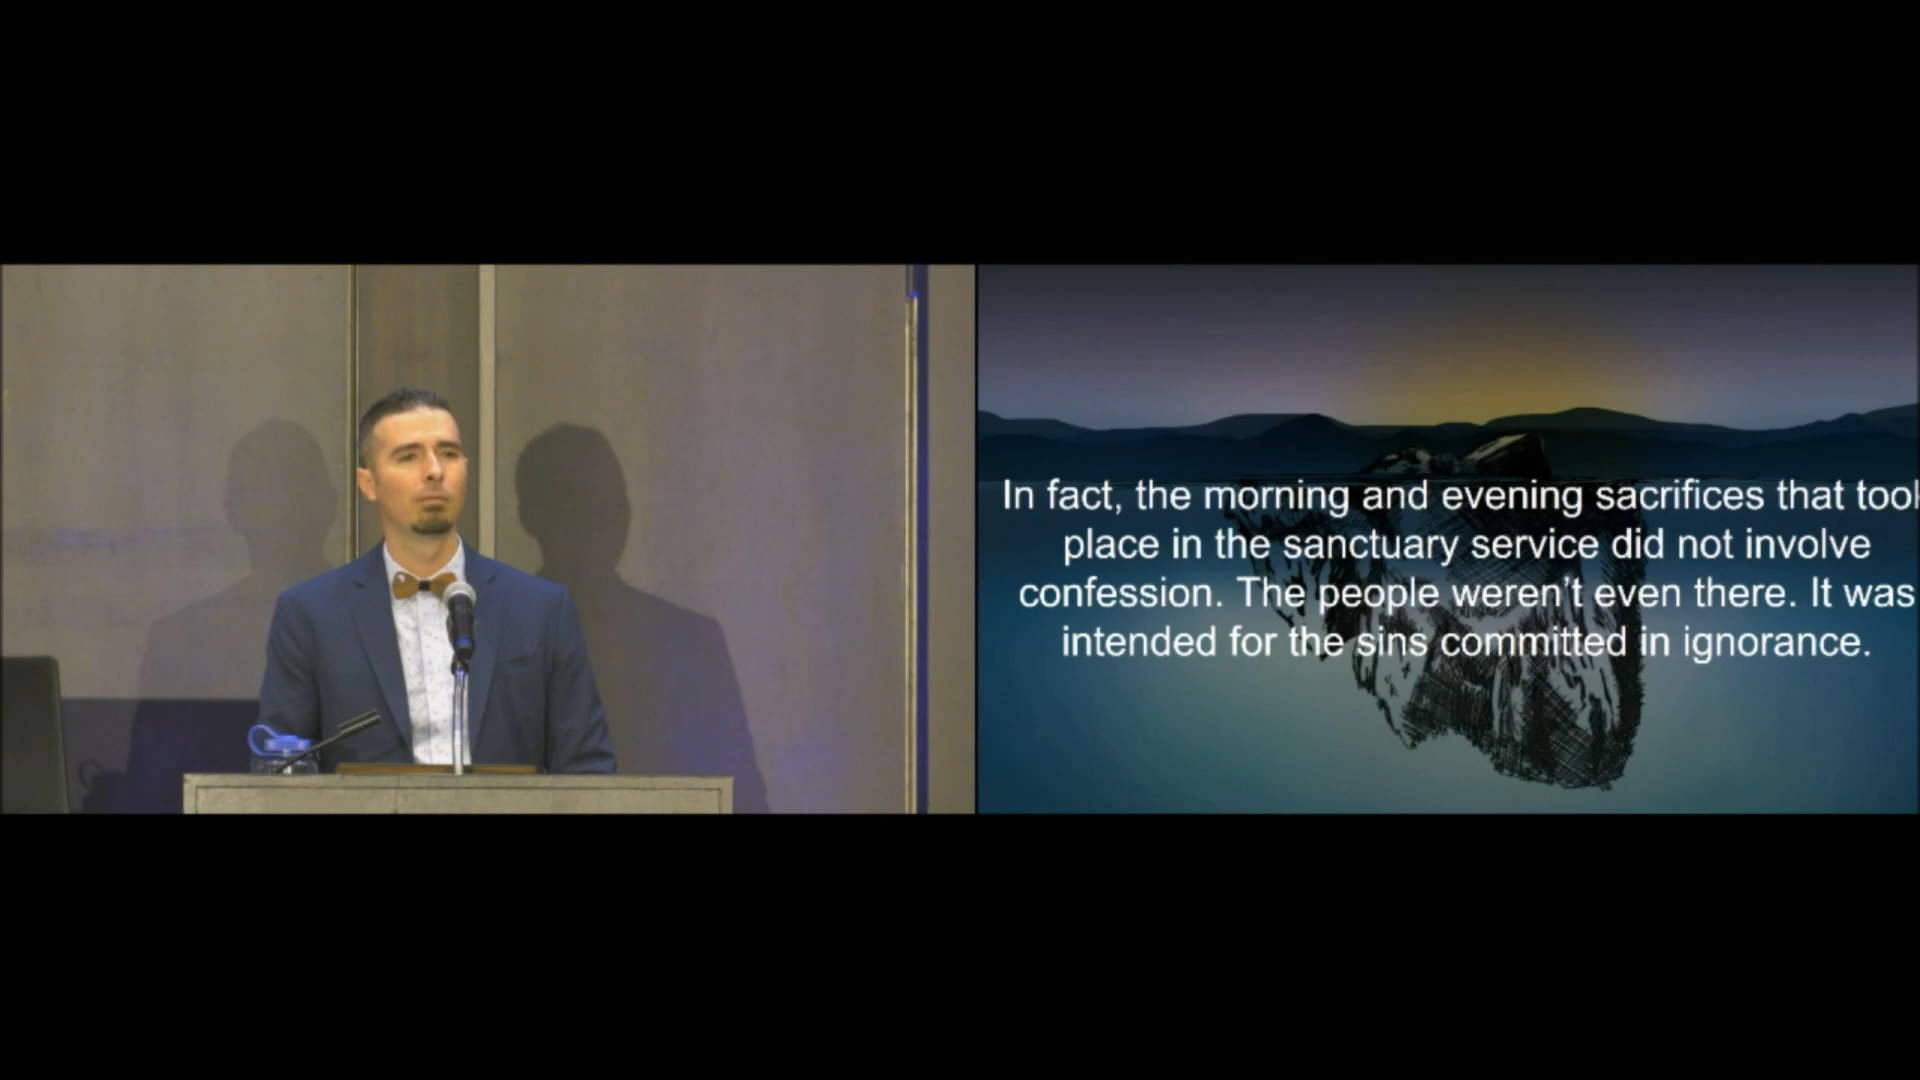 In fact, the morning and evening sacrifices that took
place in the sanctuary service did not involve
confession. The people weren't even there. It was
intended for the sins committed in ignorance.